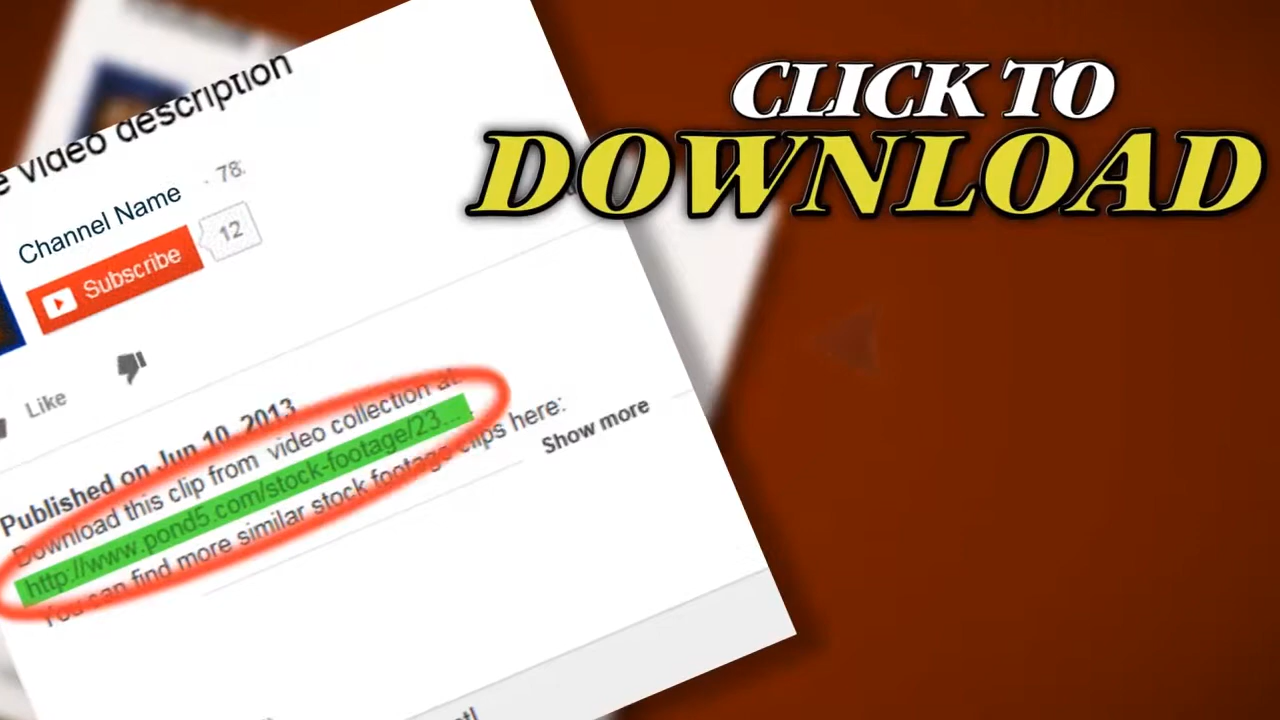 CLICK TO
DOWNLOAD
video description
Channel Name
Subscribe
12
Like
Published on Jun 10, 2013
Download this clip from video collection at
http://www.pond5.com/stock-footage/23...
You can find more similar stock footage clips here:
Show more